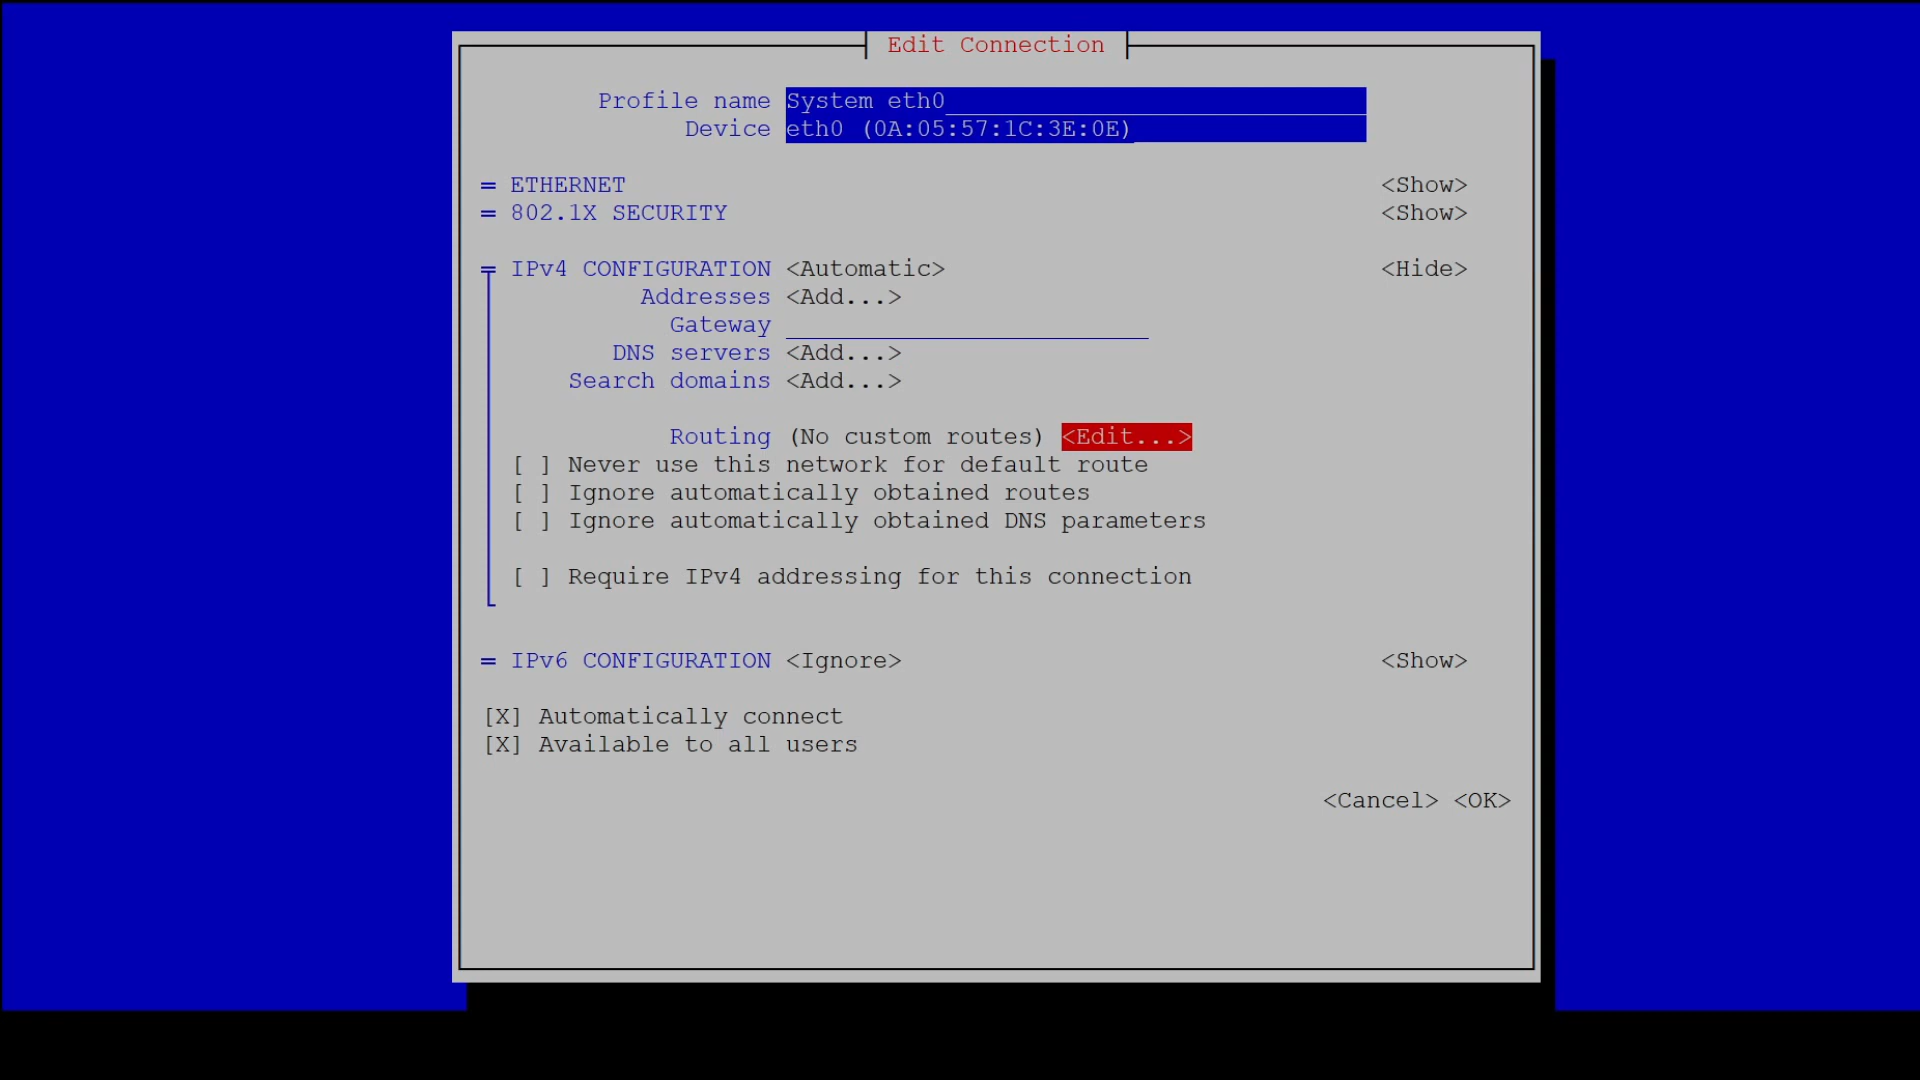 Edit Connection
Profile name System eth0
Device eth0 (0A:05:57:1C:3E:0E)
= ETHERNET <Show>
= 802.1X SECURITY <Show>
IPv4 CONFIGURATION <Automatic> <Hide>
Addresses <Add...>
Gateway
DNS servers <Add...>
Search domains <Add...>
Routing (No custom routes) <Edit...>
[ ] Never use this network for default route
[ ] Ignore automatically obtained routes
[ ] Ignore automatically obtained DNS parameters
[ ] Require IPv4 addressing for this connection
= IPv6 CONFIGURATION <Ignore> <Show>
[X] Automatically connect
[X] Available to all users
<Cancel> <OK>